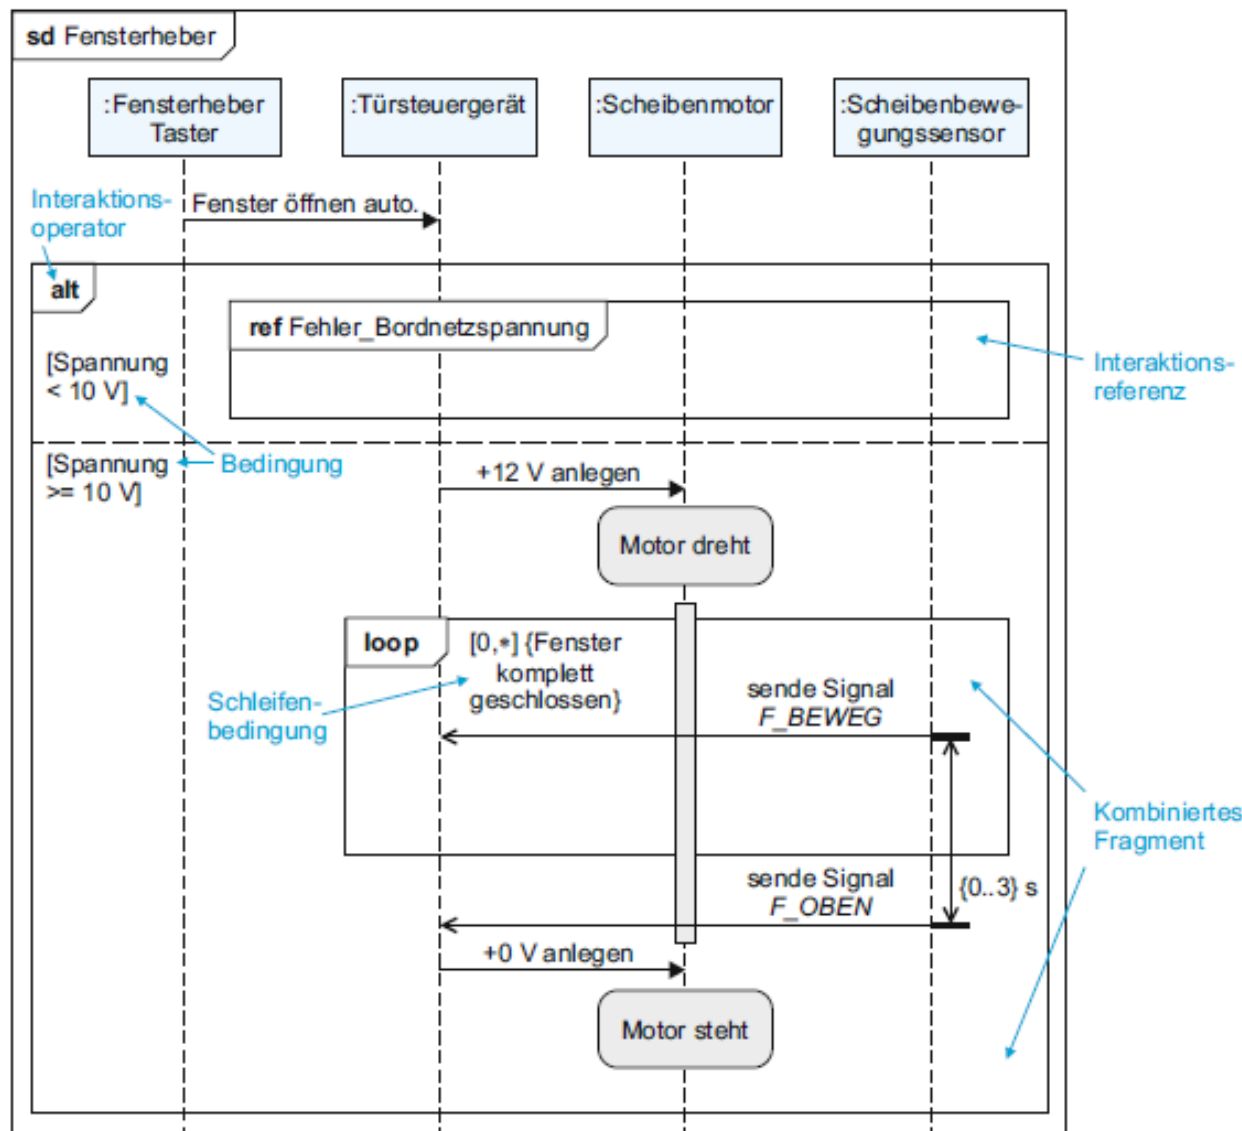 sd Fensterheber
:Fensterheber
Taster
:Türsteuergerät
:Scheibenmotor
:Scheibenbewe-
gungssensor
Interaktions-
operator
Fenster öffnen auto.
alt
ref Fehler_Bordnetzspannung
[Spannung
< 10 V]
Interaktions-
referenz
[Spannung
>= 10 V]
Bedingung
+12 V anlegen
Motor dreht
loop
[0,*] {Fenster
komplett
geschlossen}
Schleifen-
bedingung
sende Signal
F_BEWEG
Kombiniertes
Fragment
sende Signal
F_OBEN
{0..3} s
+0 V anlegen
Motor steht